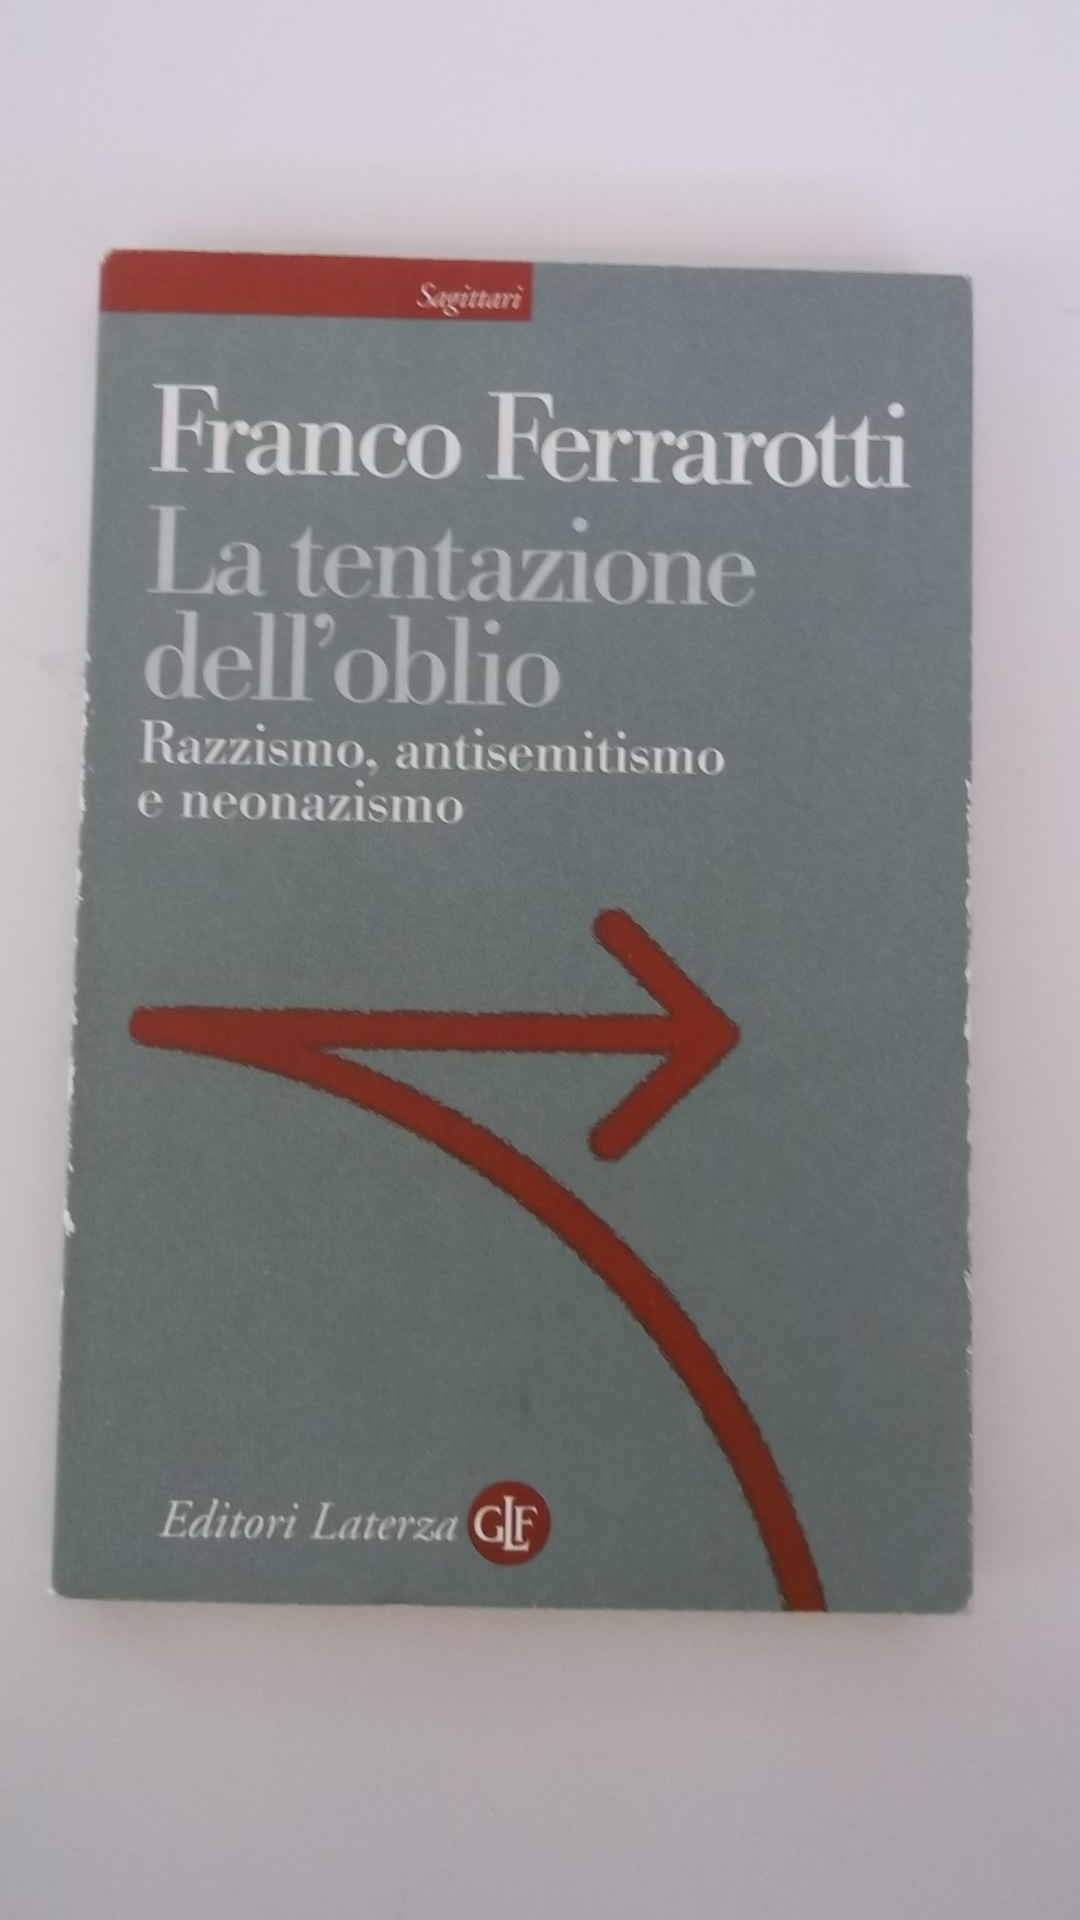 Sagittari
Franco Ferrarotti
La tentazione
dell'oblio
Razzismo, antisemitismo
e neonazismo
Editori Laterza GLF